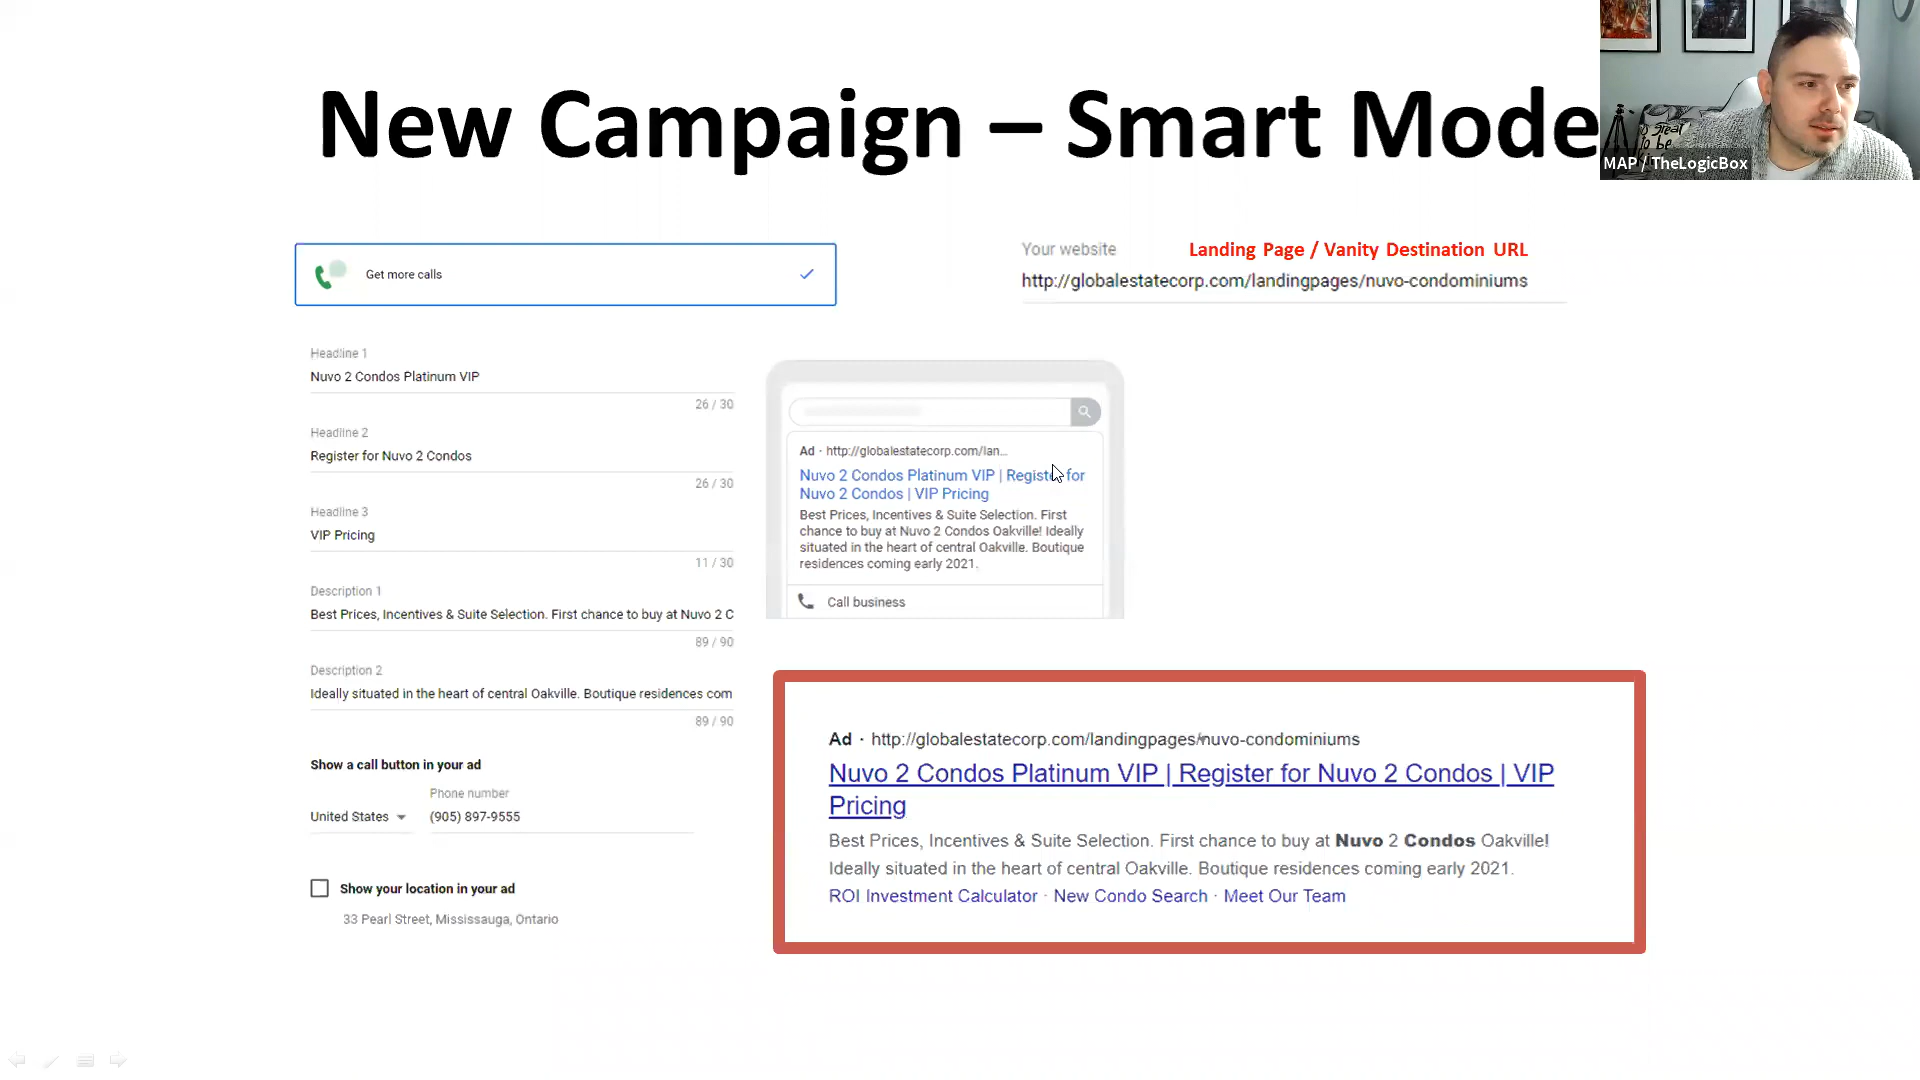 New Campaign – Smart Mode
MAP / TheLogicBox
Get more calls
Your website
Landing Page / Vanity Destination URL
http://globalestatecorp.com/landingpages/nuvo-condominiums
Headline 1
Nuvo 2 Condos Platinum VIP
26 / 30
Headline 2
Register for Nuvo 2 Condos
26 / 30
Headline 3
VIP Pricing
11 / 30
Description 1
Best Prices, Incentives & Suite Selection. First chance to buy at Nuvo 2 C
89 / 90
Description 2
Ideally situated in the heart of central Oakville. Boutique residences com
89 / 90
Show a call button in your ad
Phone number
United States
(905) 897-9555
Show your location in your ad
33 Pearl Street, Mississauga, Ontario
Ad · http://globalestatecorp.com/lan...
Nuvo 2 Condos Platinum VIP | Register for
Nuvo 2 Condos | VIP Pricing
Best Prices, Incentives & Suite Selection. First
chance to buy at Nuvo 2 Condos Oakville! Ideally
situated in the heart of central Oakville. Boutique
residences coming early 2021.
Call business
Ad · http://globalestatecorp.com/landingpages/nuvo-condominiums
Nuvo 2 Condos Platinum VIP | Register for Nuvo 2 Condos | VIP
Pricing
Best Prices, Incentives & Suite Selection. First chance to buy at Nuvo 2 Condos Oakville!
Ideally situated in the heart of central Oakville. Boutique residences coming early 2021.
ROI Investment Calculator · New Condo Search · Meet Our Team